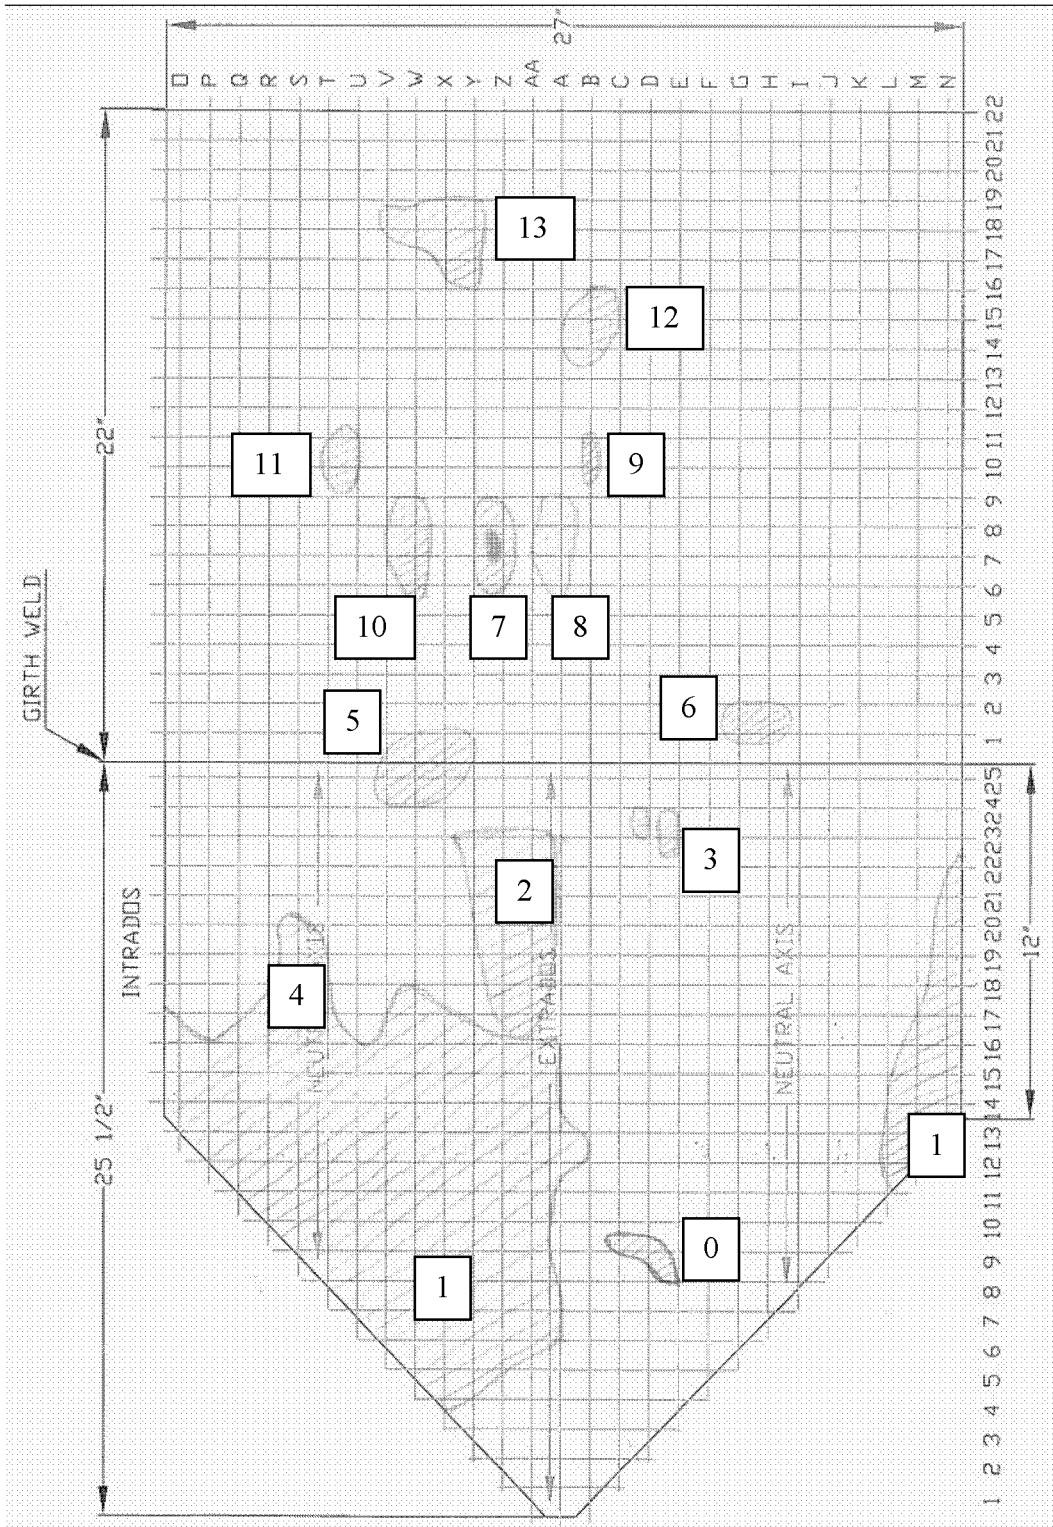 27"
O P Q R S T U V W X Y Z AA A B C D E F G H I J K L M N
22 21 20 19 18 17 16 15 14 13 12 11 10 9 8 7 6 5 4 3 2 1
22"
13
12
11
9
10
7
8
5
6
GIRTH WELD
25 24 23 22 21 20 19 18 17 16 15 14 13 12 11 10 9 8 7 6 5 4 3 2 1
3
2
INTRADOS
4
NEUTRAL AXIS
EXTRADOS
NEUTRAL AXIS
12"
25 1/2"
1
0
1